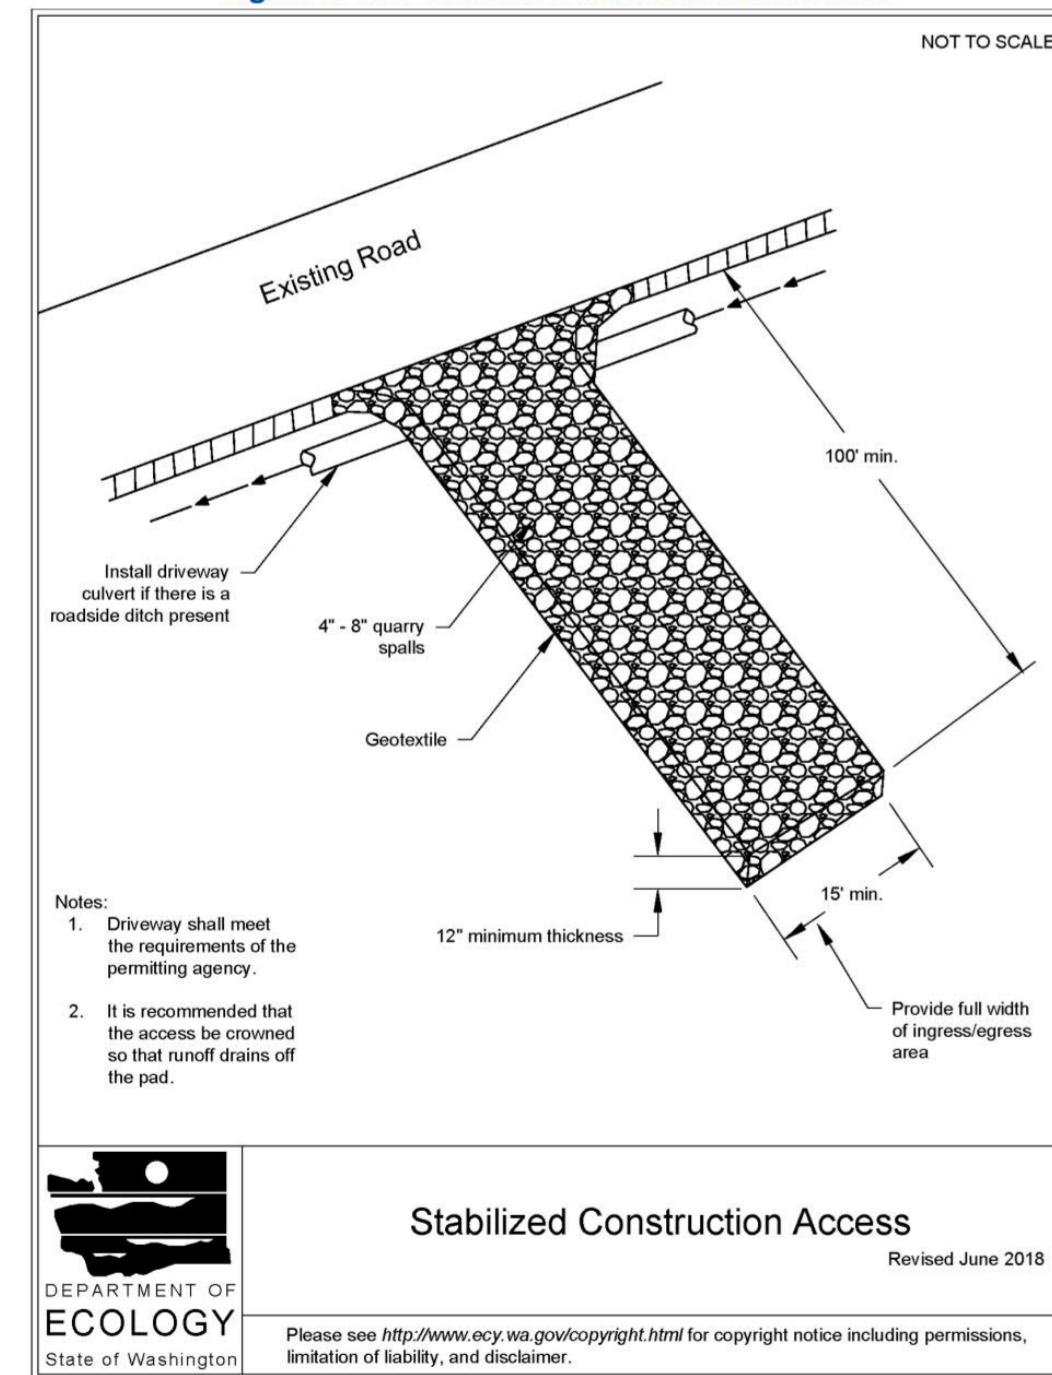 NOT TO SCALE
Existing Road
100' min.
Install driveway
culvert if there is a
roadside ditch present
4" - 8" quarry
spalls
Geotextile
15' min.
12" minimum thickness
Provide full width
of ingress/egress
area
Notes:
1. Driveway shall meet
the requirements of the
permitting agency.
2. It is recommended that
the access be crowned
so that runoff drains off
the pad.
DEPARTMENT OF
ECOLOGY
State of Washington
Stabilized Construction Access
Revised June 2018
Please see http://www.ecy.wa.gov/copyright.html for copyright notice including permissions,
limitation of liability, and disclaimer.